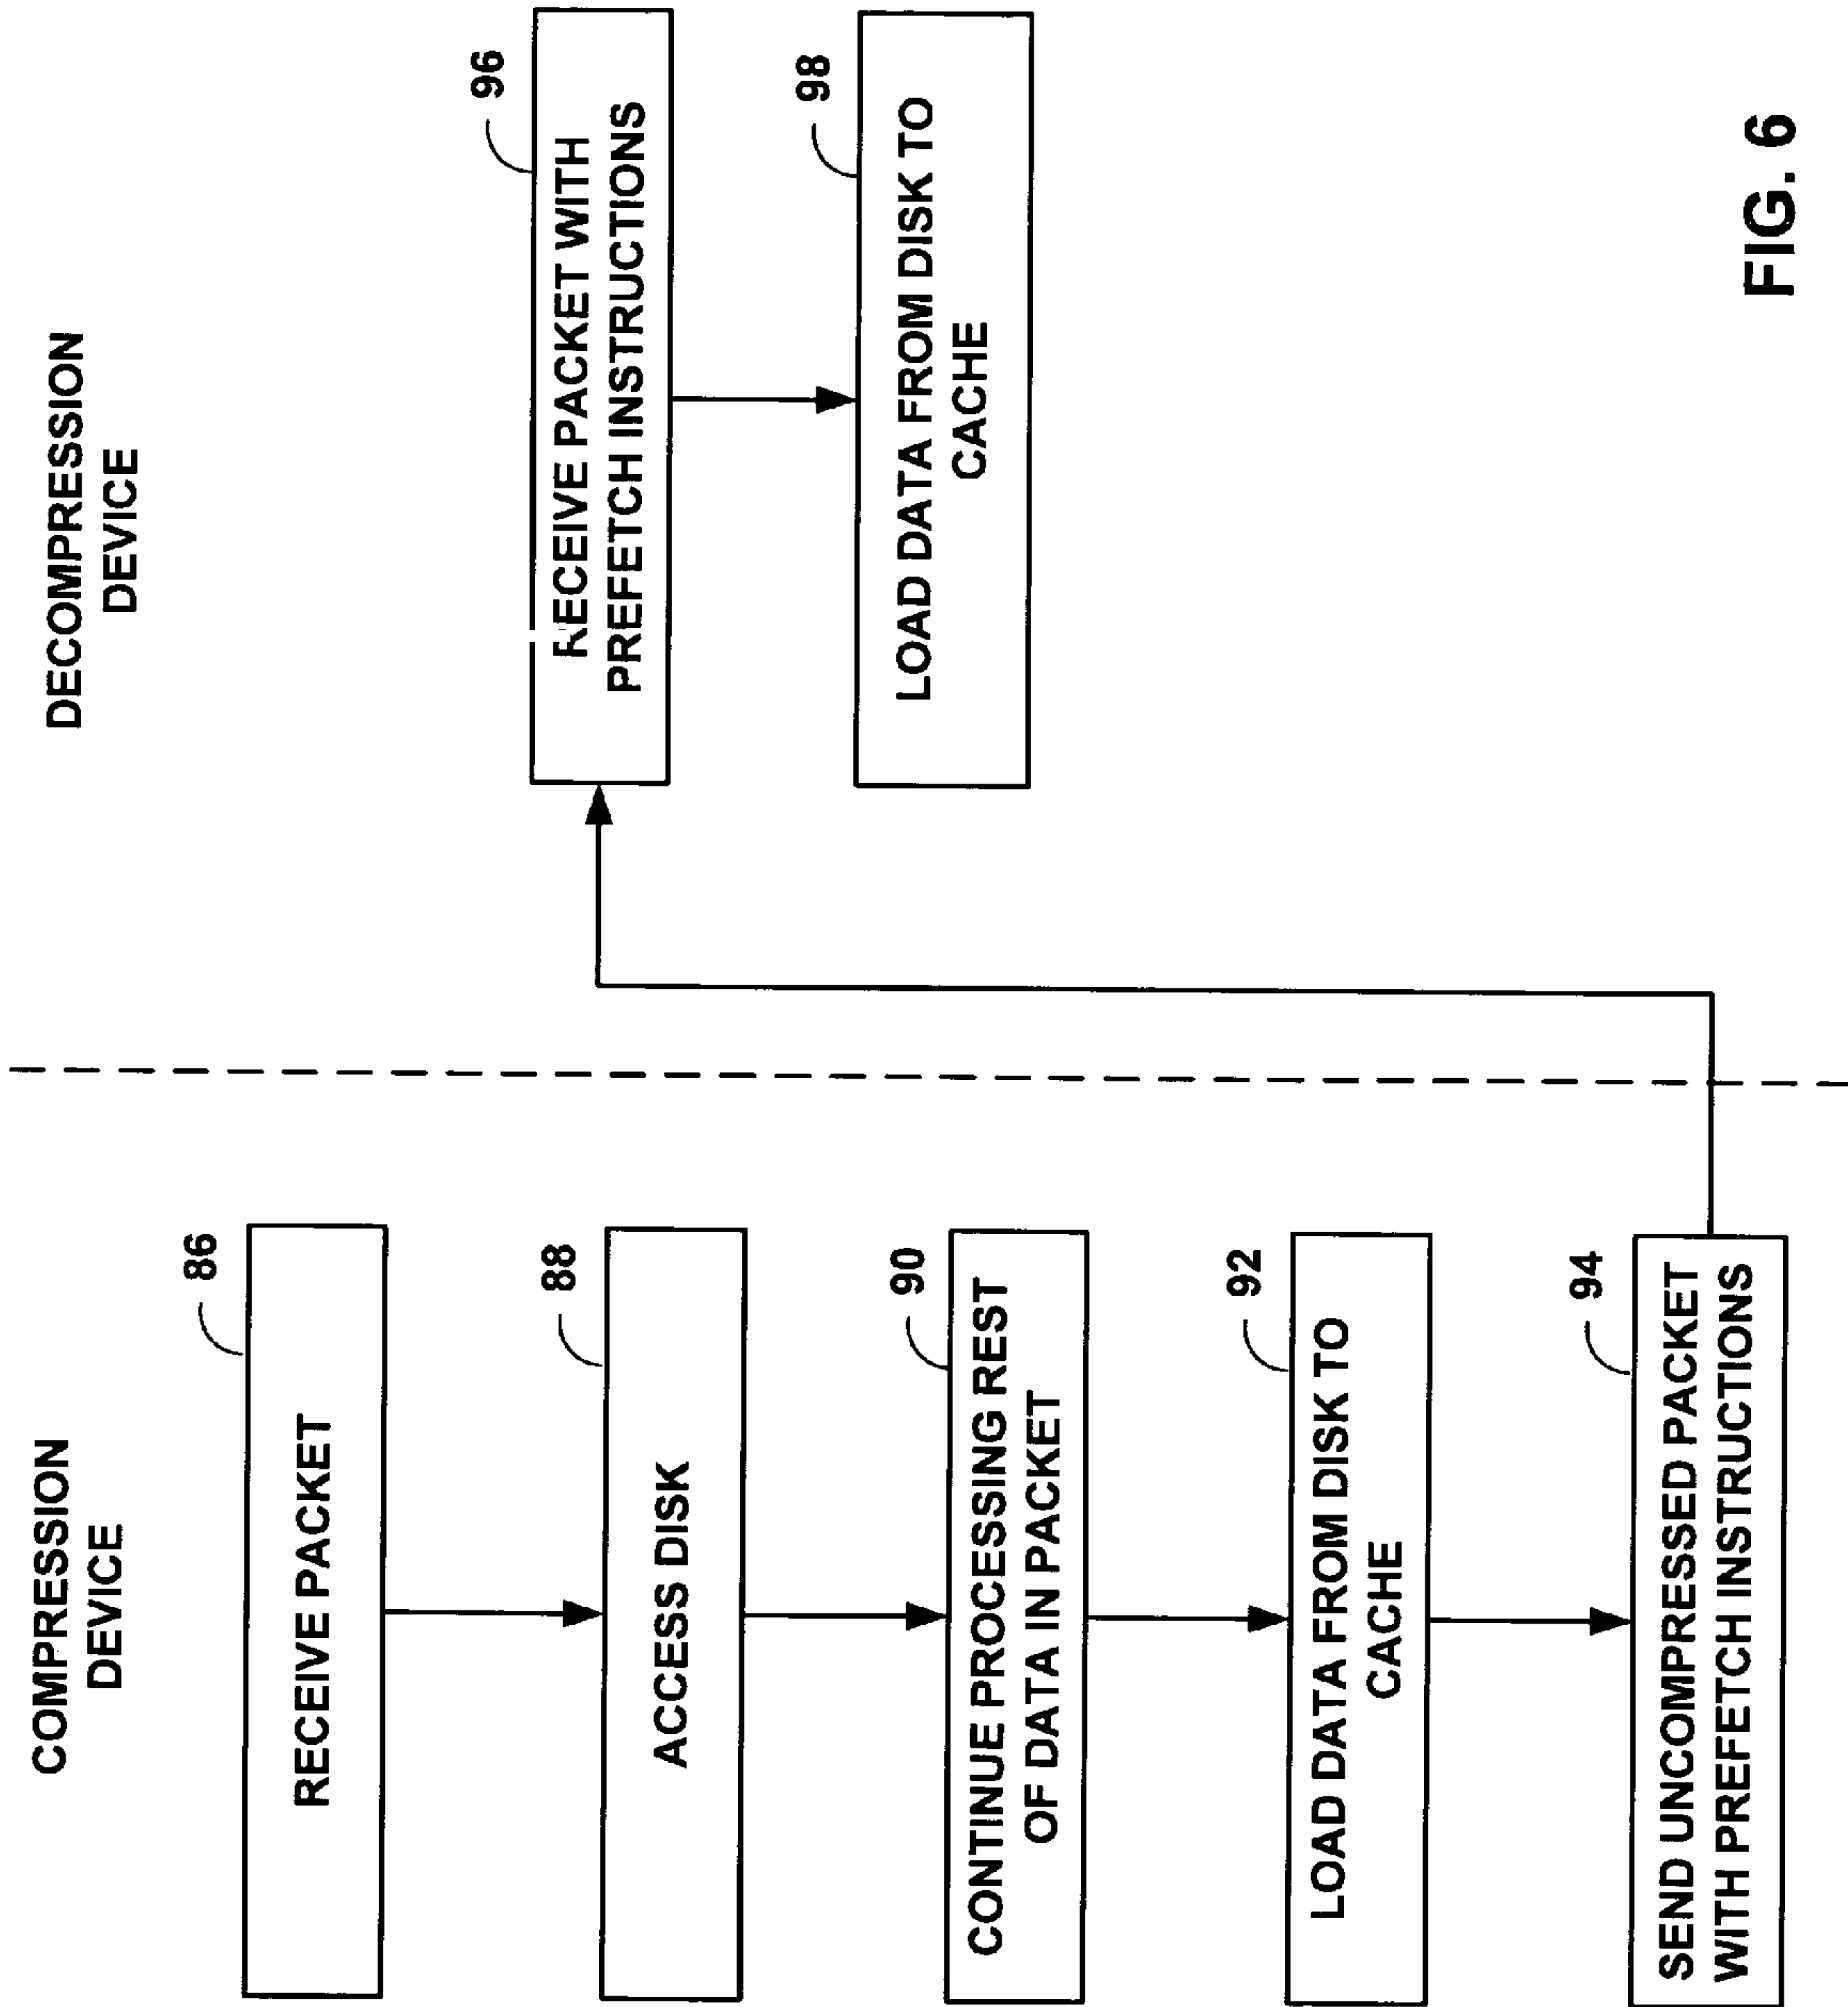 COMPRESSION
DEVICE
86
RECEIVE PACKET
88
ACCESS DISK
90
CONTINUE PROCESSING REST
OF DATA IN PACKET
92
LOAD DATA FROM DISK TO
CACHE
94
SEND UNCOMPRESSED PACKET
WITH PREFETCH INSTRUCTIONS
DECOMPRESSION
DEVICE
96
RECEIVE PACKET WITH
PREFETCH INSTRUCTIONS
98
LOAD DATA FROM DISK TO
CACHE
FIG. 6